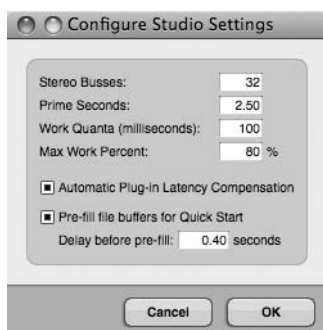 Configure Studio Settings
Stereo Busses: 32
Prime Seconds: 2.50
Work Quanta (milliseconds): 100
Max Work Percent: 80 %
Automatic Plug-in Latency Compensation
Pre-fill file buffers for Quick Start
Delay before pre-fill: 0.40 seconds
Cancel OK